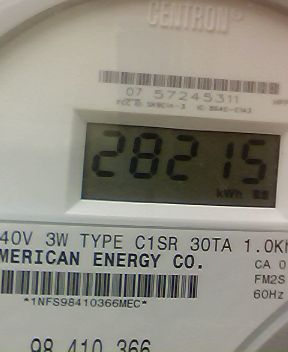 CENTRON®
07 57245311
28215
kWh
40V 3W TYPE C1SR 30TA 1.0K
MERICAN ENERGY CO. CA 0
FM2S
60Hz
*1NFS98410366MEC*
98 410 366